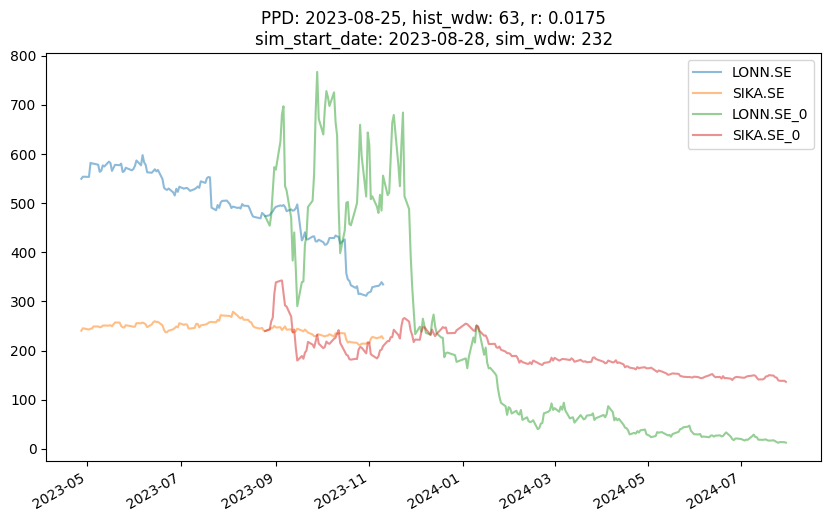 PPD: 2023-08-25, hist_wdw: 63, r: 0.0175
sim_start_date: 2023-08-28, sim_wdw: 232
800
700
600
500
400
300
200
100
0
LONN.SE
SIKA.SE
LONN.SE_0
SIKA.SE_0
2023-05
2023-07
2023-09
2023-11
2024-01
2024-03
2024-05
2024-07